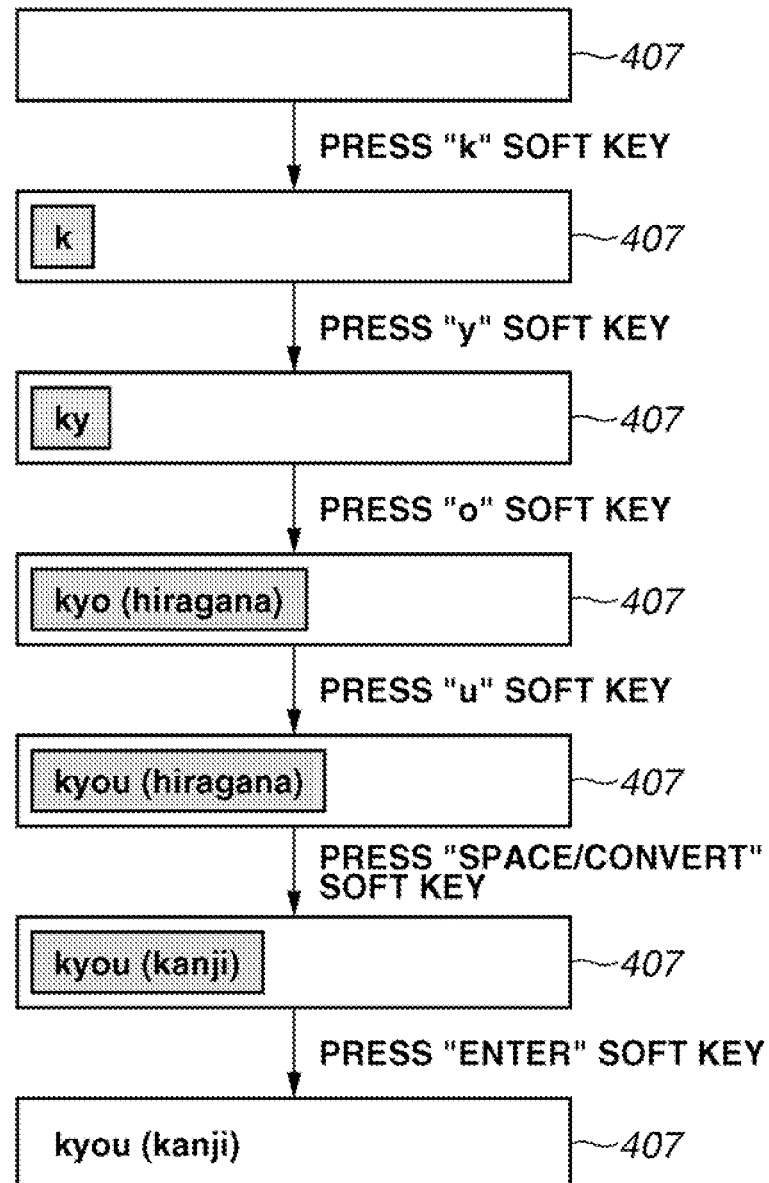 407
PRESS "k" SOFT KEY
k
407
PRESS "y" SOFT KEY
ky
407
PRESS "o" SOFT KEY
kyo (hiragana)
407
PRESS "u" SOFT KEY
kyou (hiragana)
407
PRESS "SPACE/CONVERT"
SOFT KEY
kyou (kanji)
407
PRESS "ENTER" SOFT KEY
kyou (kanji)
407